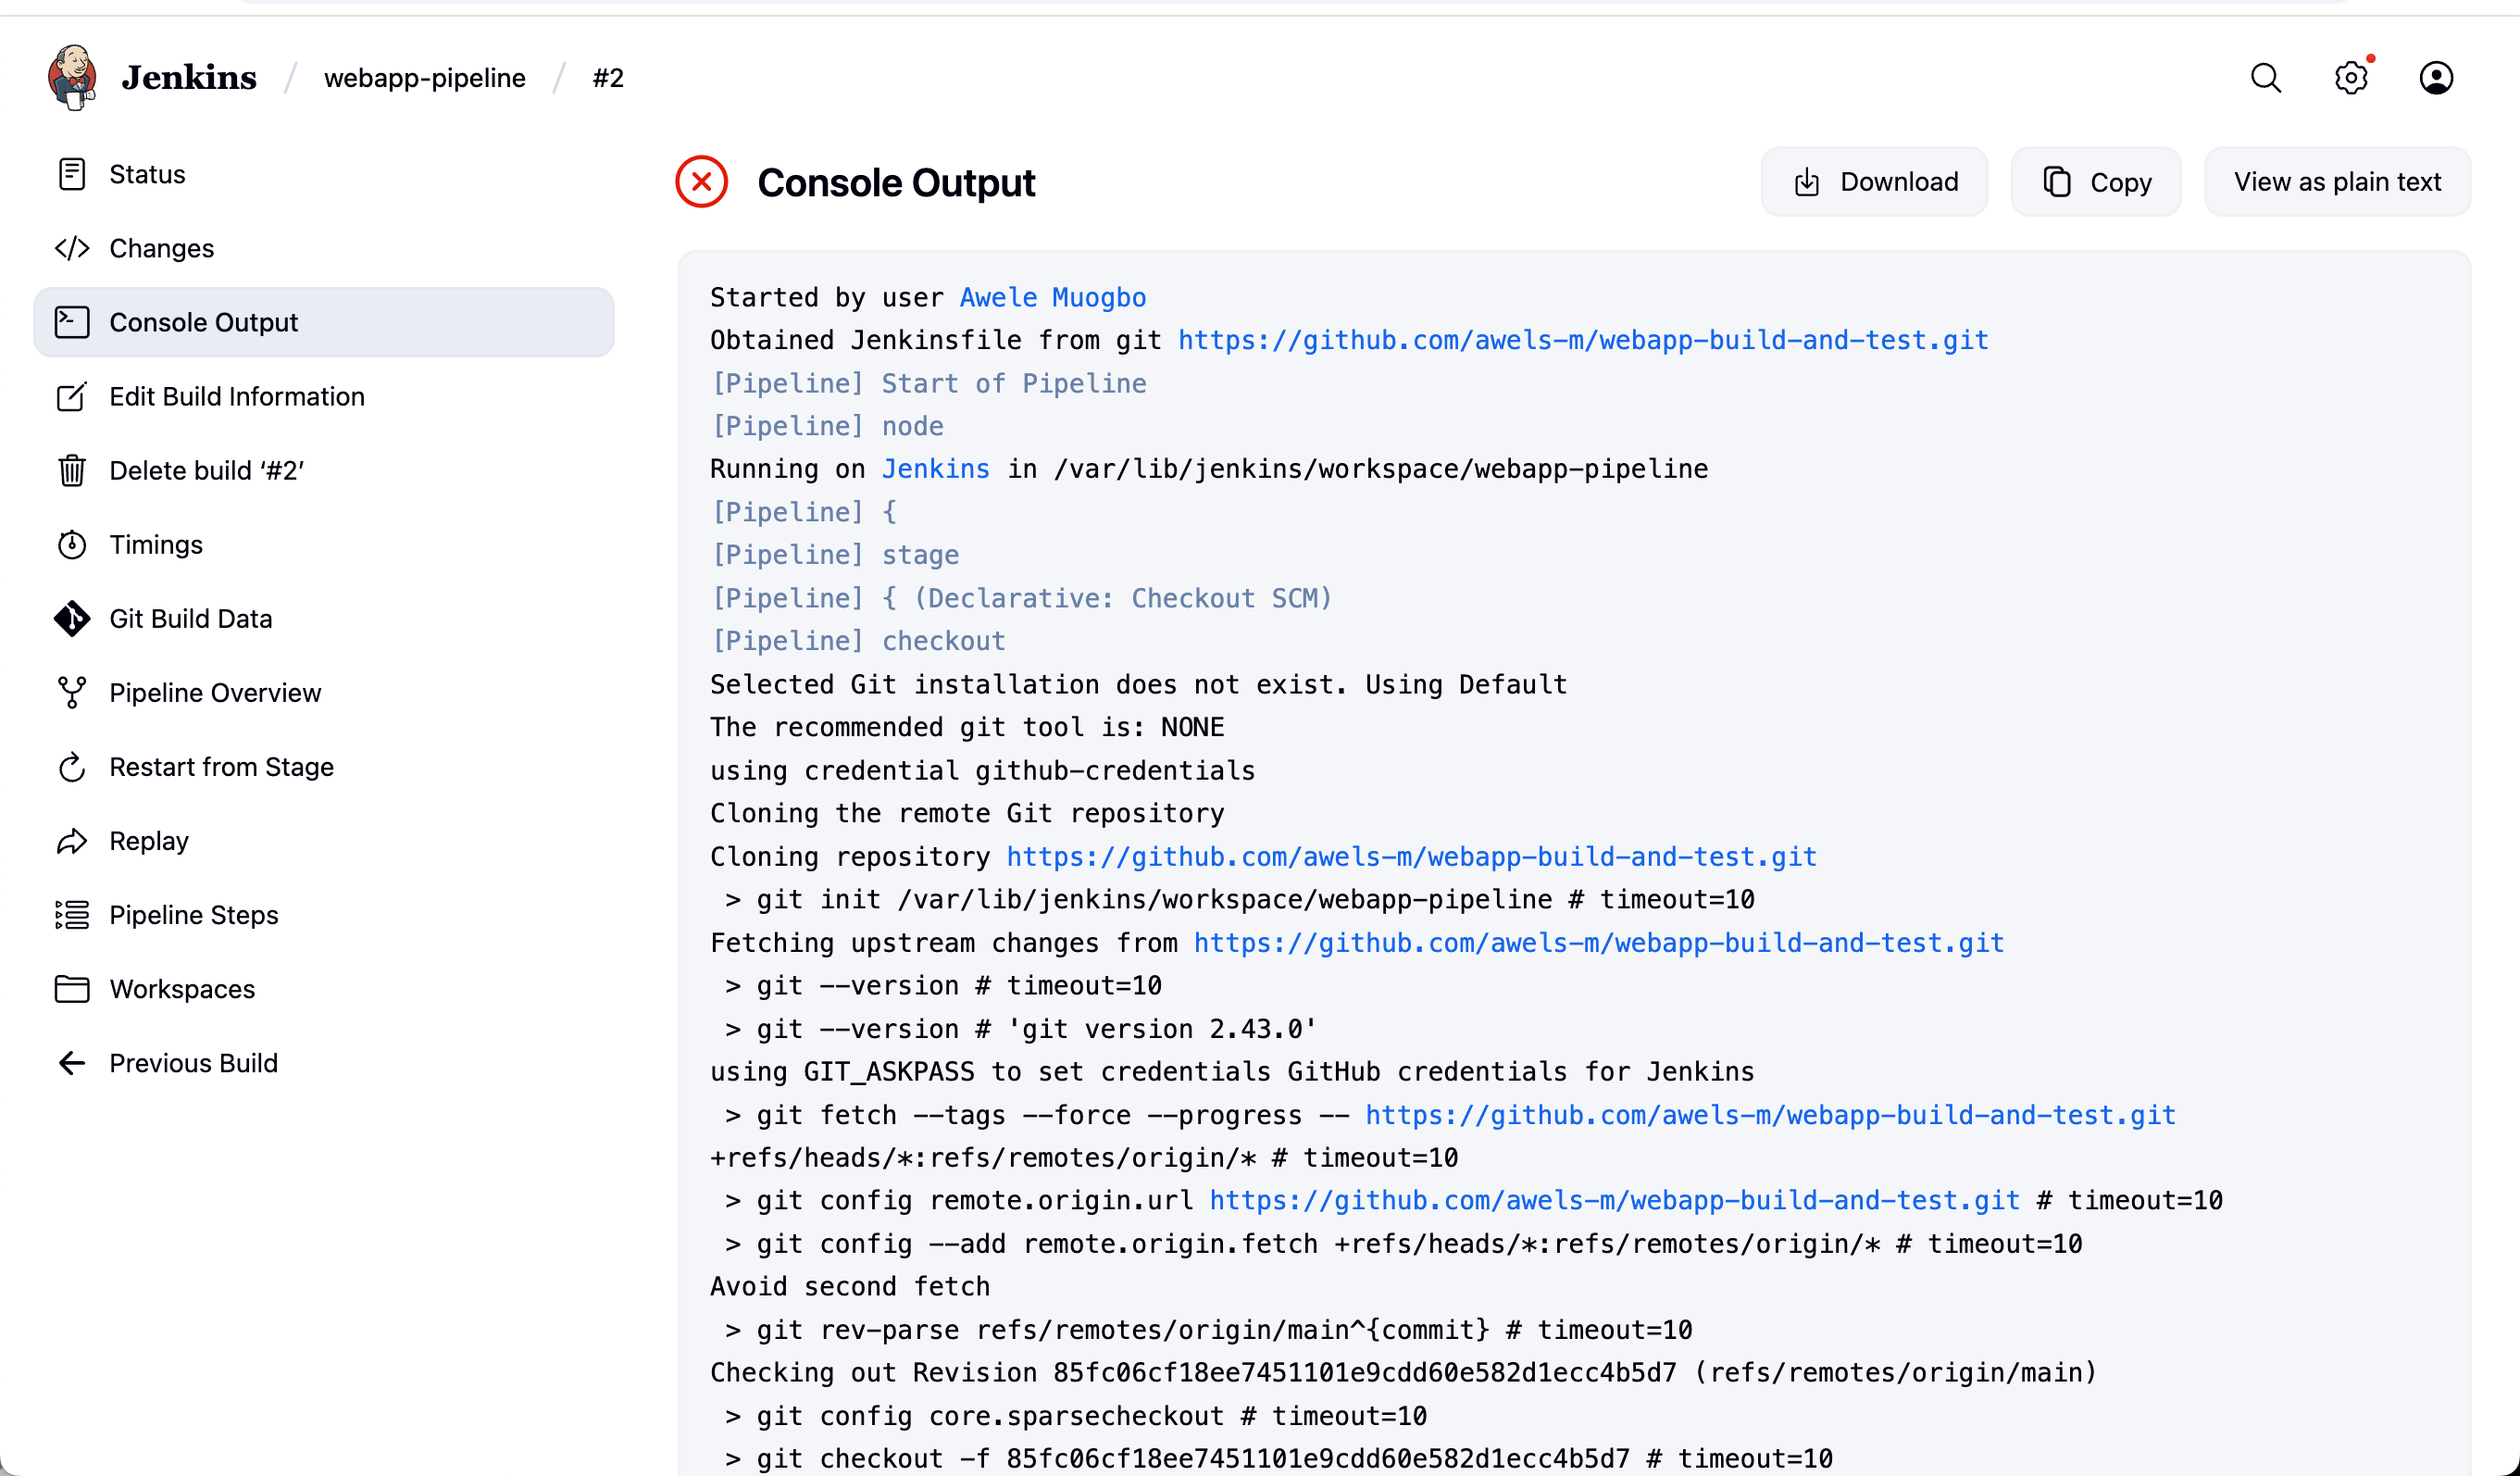 Jenkins / webapp-pipeline / #2
Status
Changes
Console Output
Edit Build Information
Delete build ‘#2’
Timings
Git Build Data
Pipeline Overview
Restart from Stage
Replay
Pipeline Steps
Workspaces
Previous Build
Console Output
Download
Copy
View as plain text
Started by user Awele Muogbo
Obtained Jenkinsfile from git https://github.com/awels-m/webapp-build-and-test.git
[Pipeline] Start of Pipeline
[Pipeline] node
Running on Jenkins in /var/lib/jenkins/workspace/webapp-pipeline
[Pipeline] {
[Pipeline] stage
[Pipeline] { (Declarative: Checkout SCM)
[Pipeline] checkout
Selected Git installation does not exist. Using Default
The recommended git tool is: NONE
using credential github-credentials
Cloning the remote Git repository
Cloning repository https://github.com/awels-m/webapp-build-and-test.git
 > git init /var/lib/jenkins/workspace/webapp-pipeline # timeout=10
Fetching upstream changes from https://github.com/awels-m/webapp-build-and-test.git
 > git --version # timeout=10
 > git --version # 'git version 2.43.0'
using GIT_ASKPASS to set credentials GitHub credentials for Jenkins
 > git fetch --tags --force --progress -- https://github.com/awels-m/webapp-build-and-test.git
+refs/heads/*:refs/remotes/origin/* # timeout=10
 > git config remote.origin.url https://github.com/awels-m/webapp-build-and-test.git # timeout=10
 > git config --add remote.origin.fetch +refs/heads/*:refs/remotes/origin/* # timeout=10
Avoid second fetch
 > git rev-parse refs/remotes/origin/main^{commit} # timeout=10
Checking out Revision 85fc06cf18ee7451101e9cdd60e582d1ecc4b5d7 (refs/remotes/origin/main)
 > git config core.sparsecheckout # timeout=10
 > git checkout -f 85fc06cf18ee7451101e9cdd60e582d1ecc4b5d7 # timeout=10